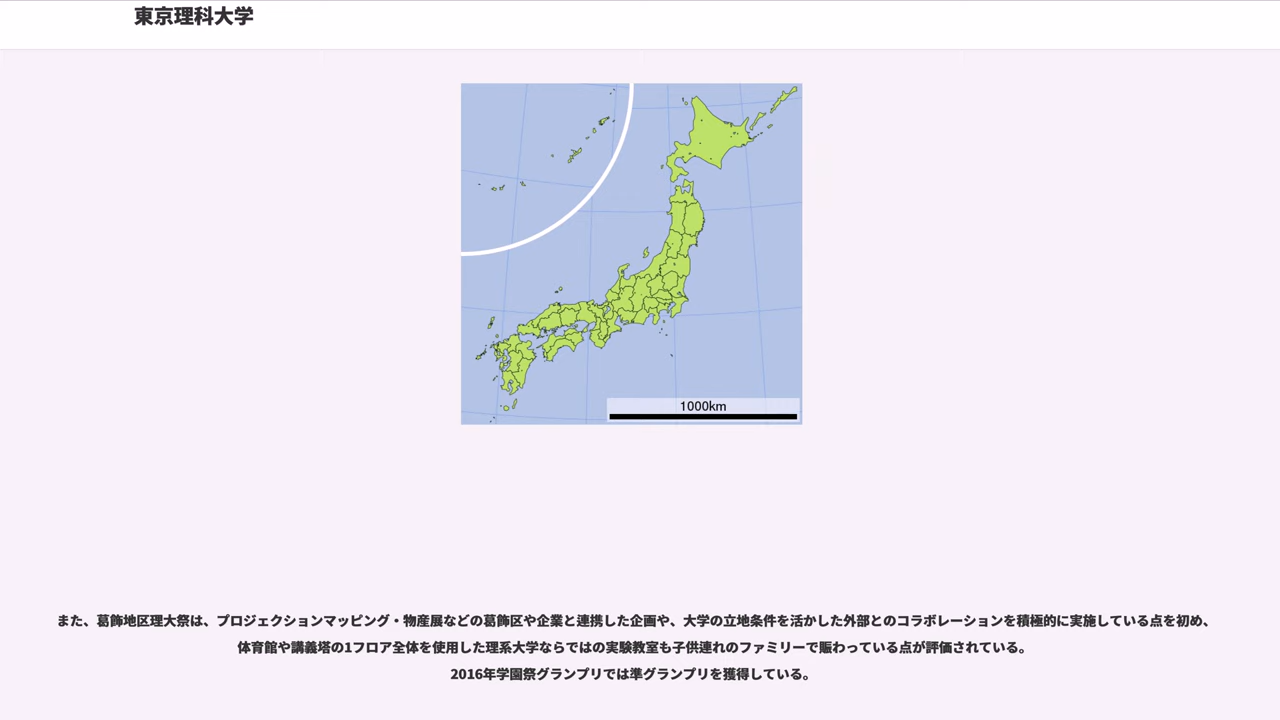 東京理科大学
1000km
また、葛飾地区理大祭は、プロジェクションマッピング・物産展などの葛飾区や企業と連携した企画や、大学の立地条件を活かした外部とのコラボレーションを積極的に実施している点を初め、
体育館や講義塔の1フロア全体を使用した理系大学ならではの実験教室も子供連れのファミリーで賑わっている点が評価されている。
2016年学園祭グランプリでは準グランプリを獲得している。